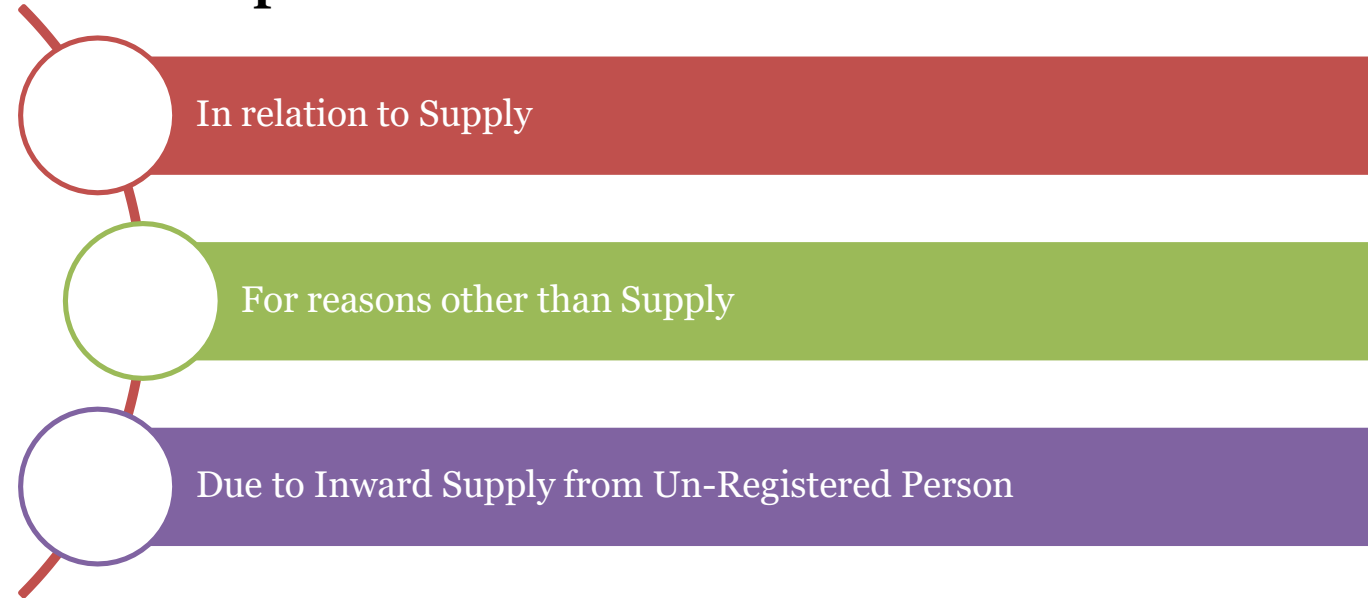 In relation to Supply
For reasons other than Supply
Due to Inward Supply from Un-Registered Person